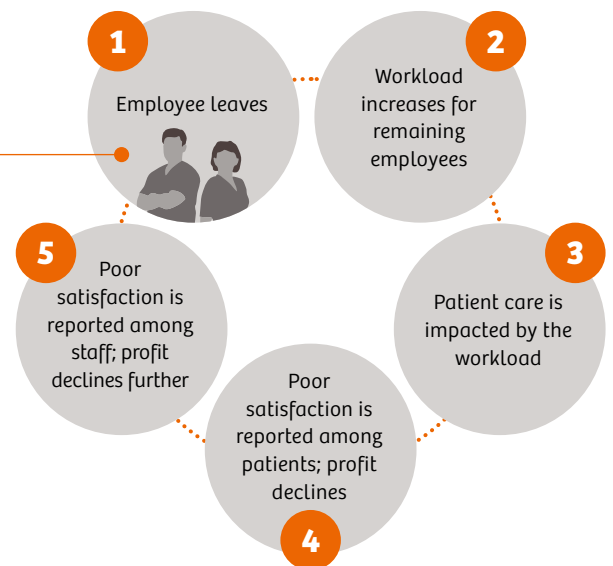 1
Employee leaves
2
Workload
increases for
remaining
employees
3
Patient care is
impacted by the
workload
4
Poor
satisfaction is
reported among
patients; profit
declines
5
Poor
satisfaction is
reported among
staff; profit
declines further